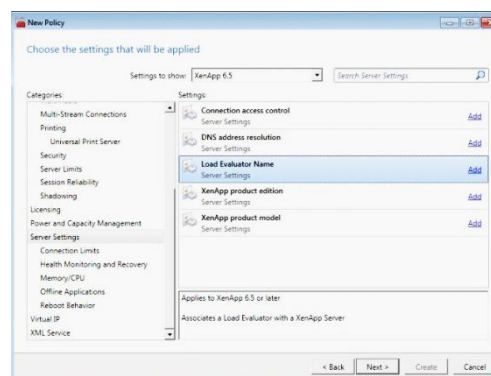 New Policy
Choose the settings that will be applied
Settings to show: XenApp 6.5
Search Server Settings
Categories:
Multi-Stream Connections
Printing
Universal Print Server
Security
Server Limits
Session Reliability
Shadowing
Licensing
Power and Capacity Management
Server Settings
Connection Limits
Health Monitoring and Recovery
Memory/CPU
Offline Applications
Reboot Behavior
Virtual IP
XML Service
Settings:
Connection access control
Server Settings
Add
DNS address resolution
Server Settings
Add
Load Evaluator Name
Server Settings
Add
XenApp product edition
Server Settings
Add
XenApp product model
Server Settings
Add
Applies to XenApp 6.5 or later
Associates a Load Evaluator with a XenApp Server
< Back
Next >
Create
Cancel